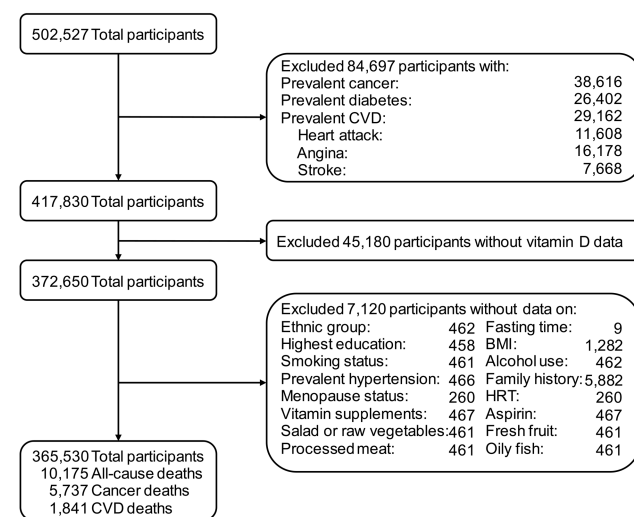 502,527 Total participants
Excluded 84,697 participants with:
Prevalent cancer: 38,616
Prevalent diabetes: 26,402
Prevalent CVD: 29,162
Heart attack: 11,608
Angina: 16,178
Stroke: 7,668
417,830 Total participants
Excluded 45,180 participants without vitamin D data
372,650 Total participants
Excluded 7,120 participants without data on:
Ethnic group: 462 Fasting time: 9
Highest education: 458 BMI: 1,282
Smoking status: 461 Alcohol use: 462
Prevalent hypertension: 466 Family history: 5,882
Menopause status: 260 HRT: 260
Vitamin supplements: 467 Aspirin: 467
Salad or raw vegetables: 461 Fresh fruit: 461
Processed meat: 461 Oily fish: 461
365,530 Total participants
10,175 All-cause deaths
5,737 Cancer deaths
1,841 CVD deaths